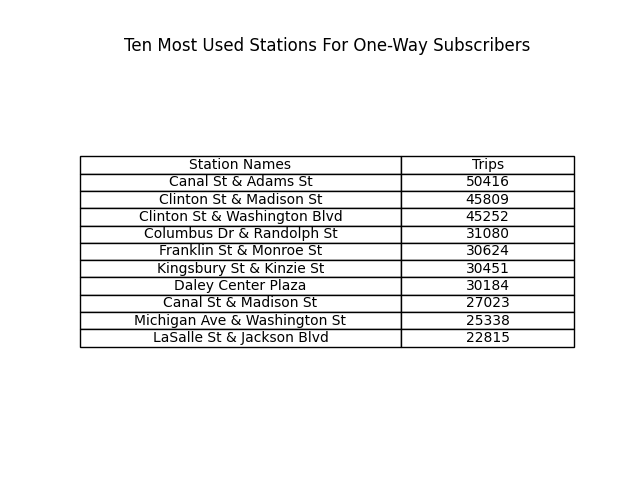 Ten Most Used Stations For One-Way Subscribers
Station Names Trips
Canal St & Adams St 50416
Clinton St & Madison St 45809
Clinton St & Washington Blvd 45252
Columbus Dr & Randolph St 31080
Franklin St & Monroe St 30624
Kingsbury St & Kinzie St 30451
Daley Center Plaza 30184
Canal St & Madison St 27023
Michigan Ave & Washington St 25338
LaSalle St & Jackson Blvd 22815